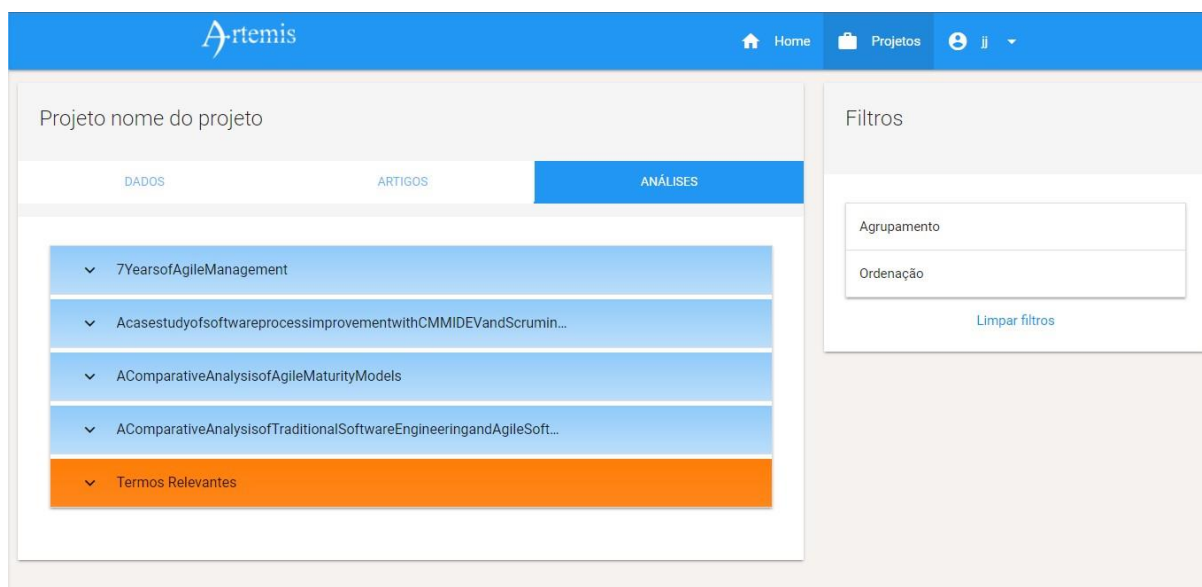 Artemis
Home
Projetos
jj
Projeto nome do projeto
DADOS
ARTIGOS
ANÁLISES
7YearsofAgileManagement
AcasestudyofsoftwareprocessimprovementwithCMMIDEVandScrumin...
AComparativeAnalysisofAgileMaturityModels
AComparativeAnalysisofTraditionalSoftwareEngineeringandAgileSoft...
Termos Relevantes
Filtros
Agrupamento
Ordenação
Limpar filtros